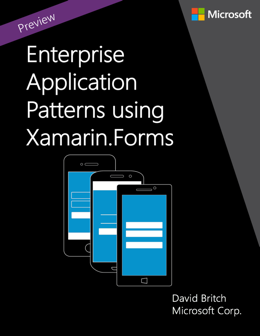 Preview
Microsoft
Enterprise
Application
Patterns using
Xamarin.Forms
David Britch
Microsoft Corp.